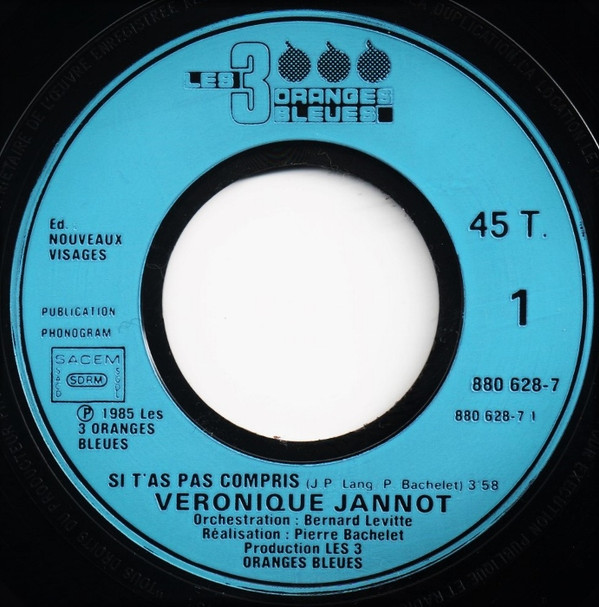 LES 3 ORANGES
BLEUES
Ed.
NOUVEAUX
VISAGES
45 T.
1
PUBLICATION
PHONOGRAM
SACEM
SACD SDRM SGDL
880 628-7
880 628-7 1
Ⓟ 1985 Les
3 ORANGES
BLEUES
SI T'AS PAS COMPRIS (J P. Lang. P. Bachelet) 3'58
VERONIQUE JANNOT
Orchestration : Bernard Levitte
Réalisation : Pierre Bachelet
Production LES 3
ORANGES BLEUES